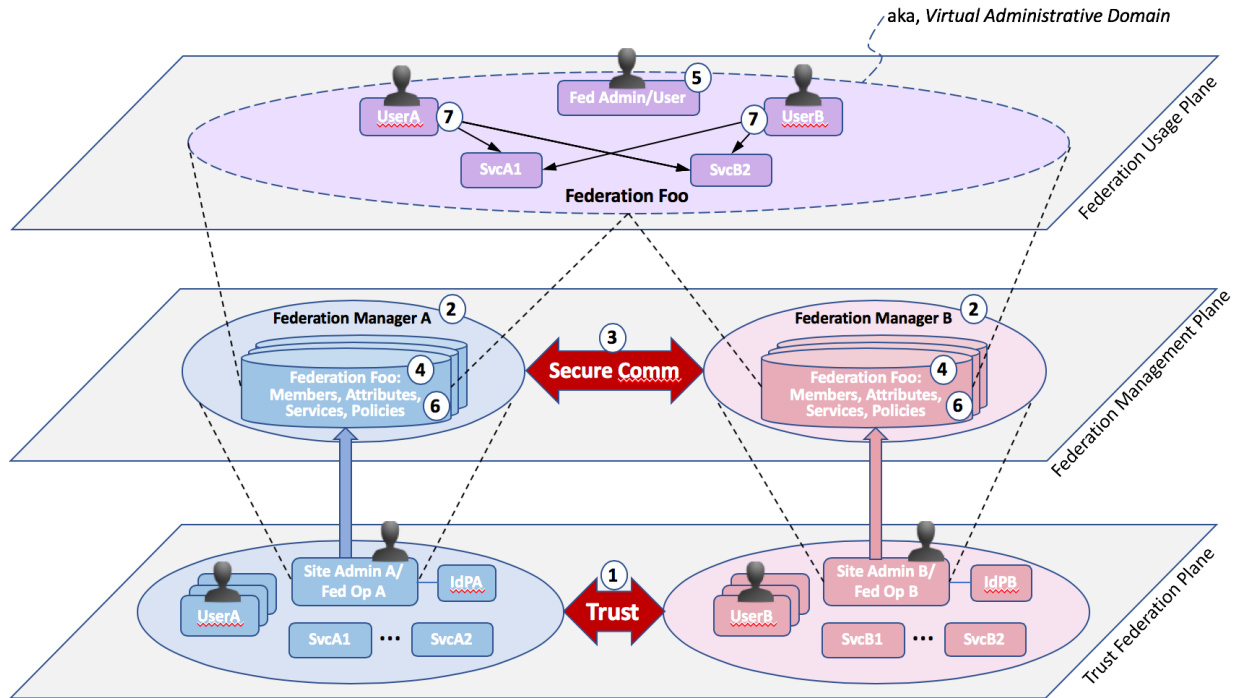 aka, Virtual Administrative Domain
5
Fed Admin/User
UserA
7
7
UserB
SvcA1
SvcB2
Federation Foo
Federation Usage Plane
2
Federation Manager A
4
Federation Foo:
Members, Attributes,
Services, Policies
6
3
Secure Comm
2
Federation Manager B
4
Federation Foo:
Members, Attributes,
Services, Policies
6
Federation Management Plane
Site Admin A/
Fed Op A
IdPA
UserA
SvcA1
...
SvcA2
1
Trust
Site Admin B/
Fed Op B
IdPB
UserB
SvcB1
...
SvcB2
Trust Federation Plane